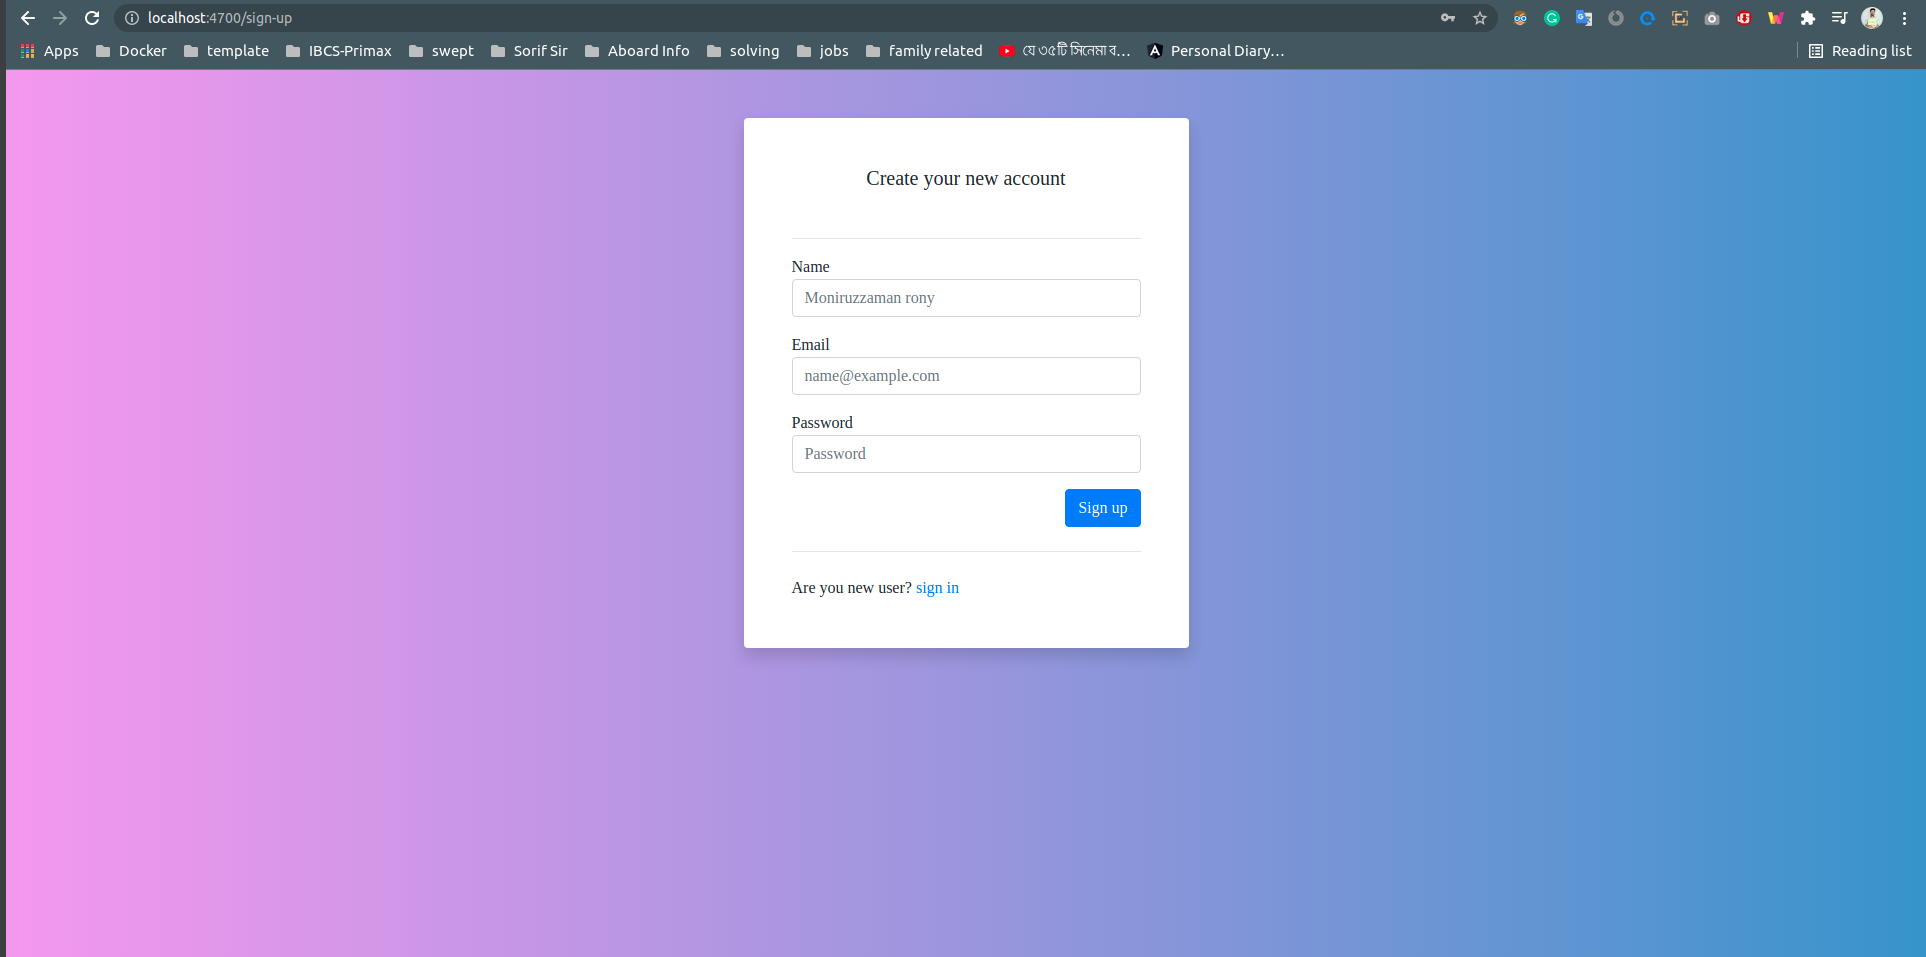 localhost:4700/sign-up
Apps Docker template IBCS-Primax swept Sorif Sir Aboard Info solving jobs family related যে ৩৫টি সিনেমা ব... Personal Diary... Reading list
Create your new account
Name
Moniruzzaman rony
Email
name@example.com
Password
Password
Sign up
Are you new user? sign in